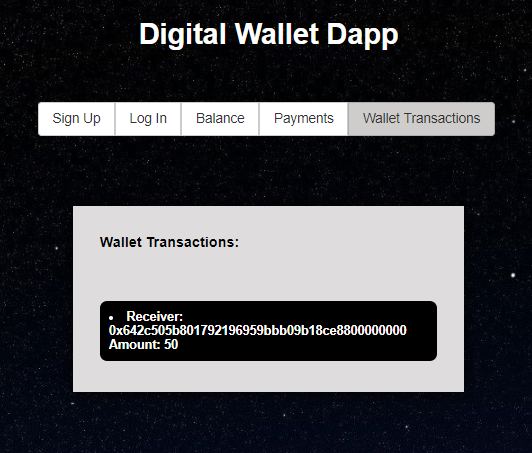 Digital Wallet Dapp
Sign Up Log In Balance Payments Wallet Transactions
Wallet Transactions:
Receiver:
0x642c505b801792196959bbb09b18ce8800000000
Amount: 50